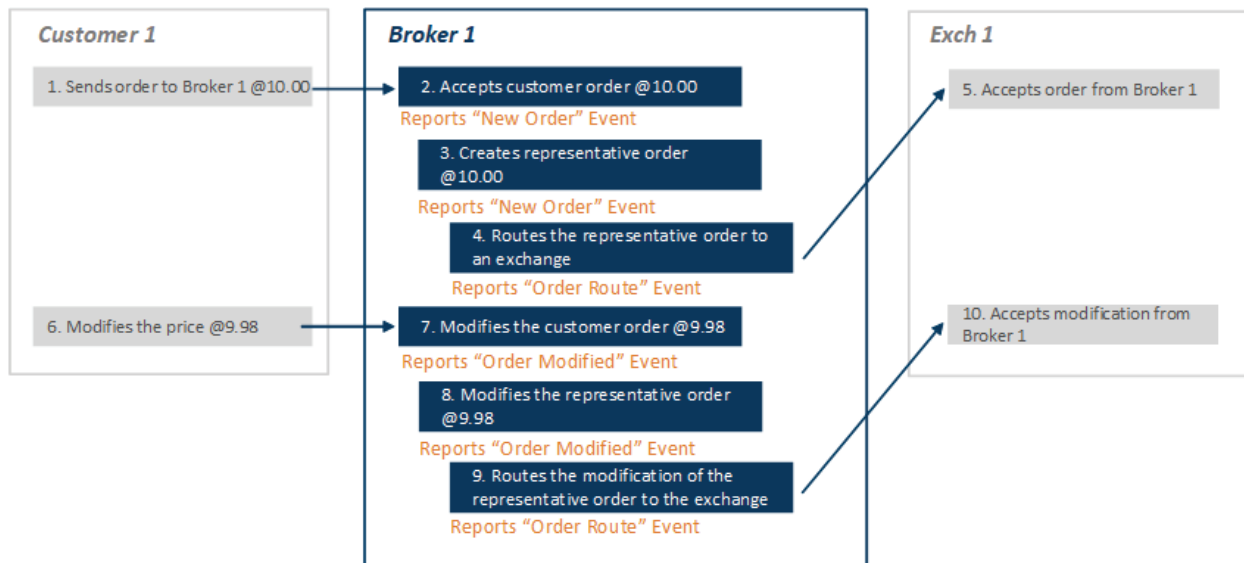 Customer 1
1. Sends order to Broker 1 @10.00
6. Modifies the price @9.98
Broker 1
2. Accepts customer order @10.00
Reports “New Order” Event
3. Creates representative order
@10.00
Reports “New Order” Event
4. Routes the representative order to
an exchange
Reports “Order Route” Event
7. Modifies the customer order @9.98
Reports “Order Modified” Event
8. Modifies the representative order
@9.98
Reports “Order Modified” Event
9. Routes the modification of the
representative order to the exchange
Reports “Order Route” Event
Exch 1
5. Accepts order from Broker 1
10. Accepts modification from
Broker 1